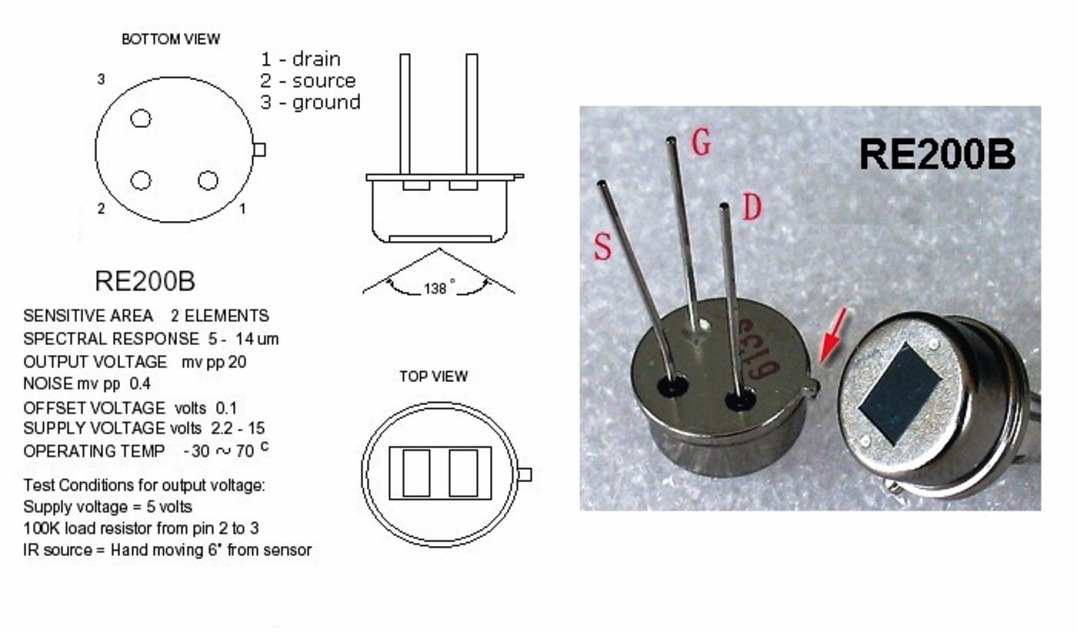 BOTTOM VIEW
3
2
1
1 - drain
2 - source
3 - ground
138°
RE200B
SENSITIVE AREA 2 ELEMENTS
SPECTRAL RESPONSE 5 - 14 um
OUTPUT VOLTAGE mv pp 20
NOISE mv pp 0.4
OFFSET VOLTAGE volts 0.1
SUPPLY VOLTAGE volts 2.2 - 15
OPERATING TEMP -30 ~ 70 C
Test Conditions for output voltage:
Supply voltage = 5 volts
100K load resistor from pin 2 to 3
IR source = Hand moving 6" from sensor
TOP VIEW
RE200B
G
D
S
6133